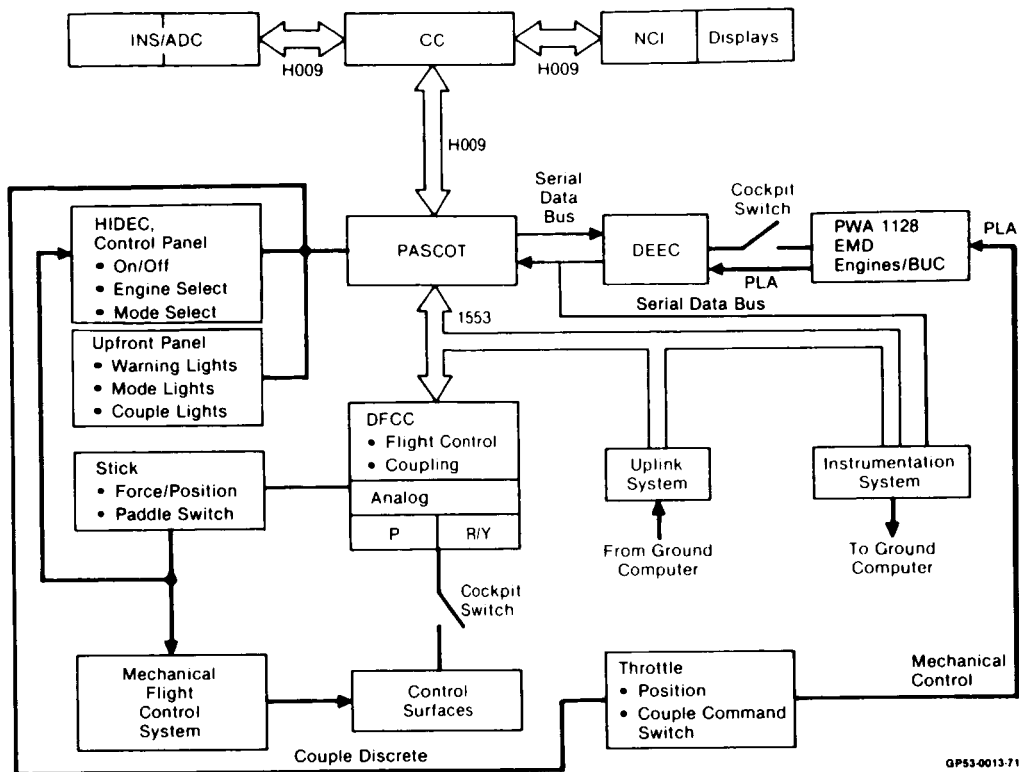 INS/ADC
CC
NCI
Displays
H009
H009
H009
Serial
Data
Bus
Cockpit
Switch
HIDEC,
Control Panel
• On/Off
• Engine Select
• Mode Select
PASCOT
DEEC
PWA 1128
EMD
Engines/BUC
PLA
PLA
Serial Data Bus
1553
Upfront Panel
• Warning Lights
• Mode Lights
• Couple Lights
DFCC
• Flight Control
• Coupling
Analog
P
R/Y
Stick
• Force/Position
• Paddle Switch
Uplink
System
Instrumentation
System
From Ground
Computer
To Ground
Computer
Cockpit
Switch
Mechanical
Flight
Control
System
Control
Surfaces
Throttle
• Position
• Couple Command
Switch
Mechanical
Control
Couple Discrete
GP53-0013-71